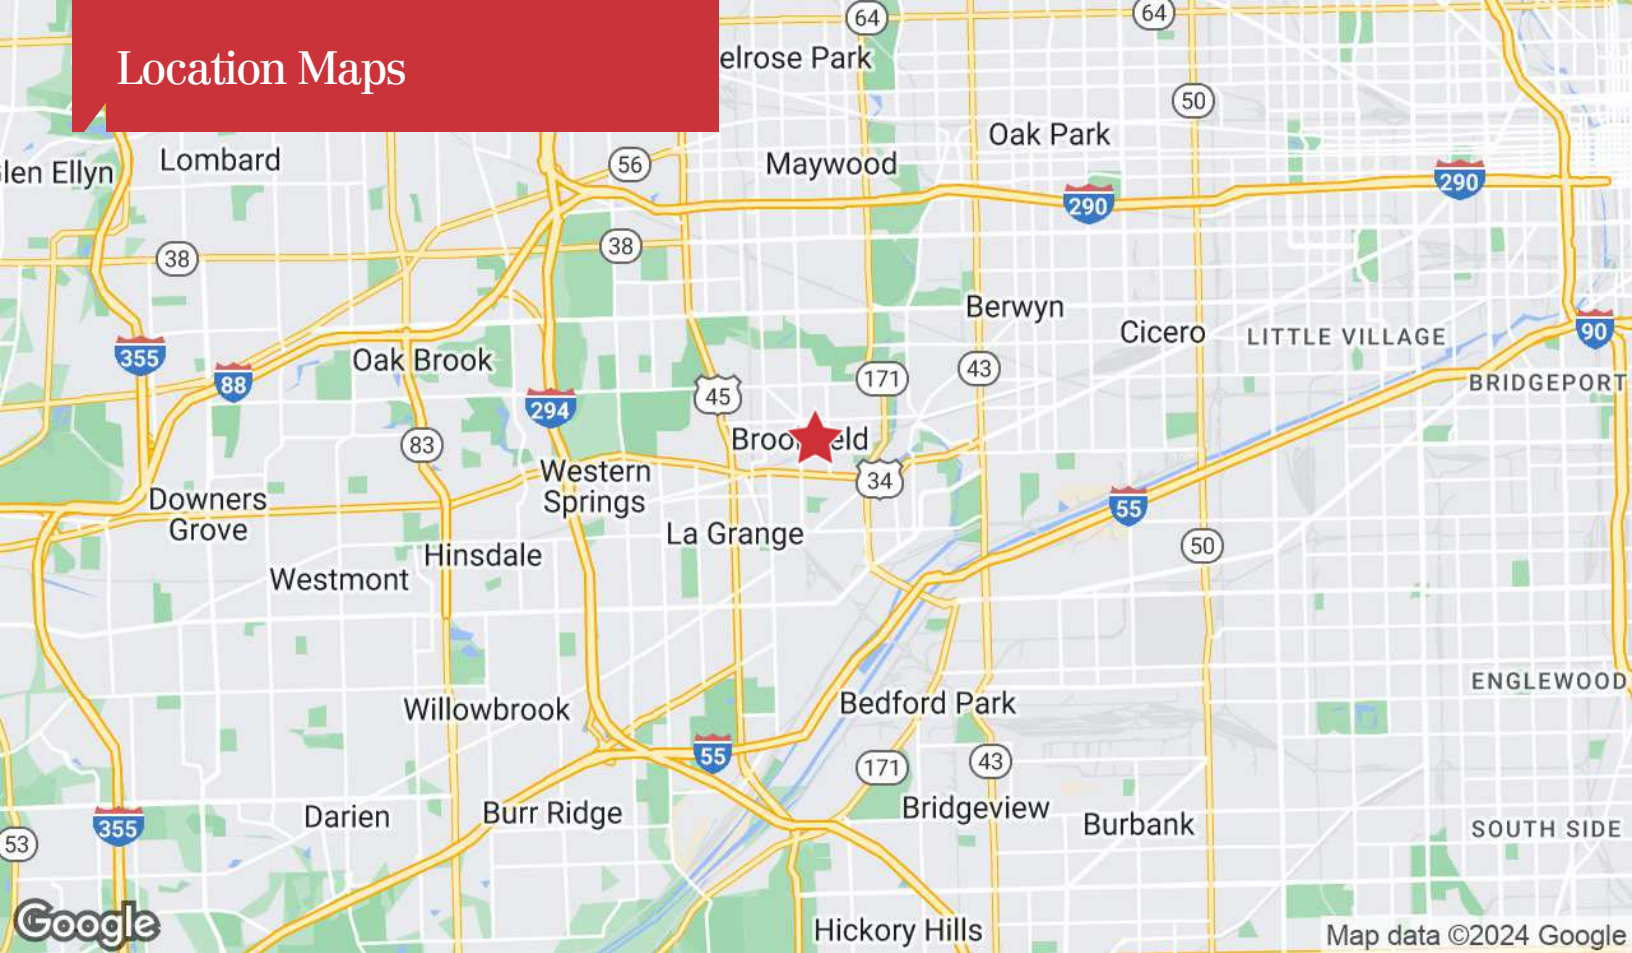 Location Maps
64
64
elrose Park
50
Oak Park
Lombard
56
Maywood
len Ellyn
290
290
38
38
Berwyn
Cicero
LITTLE VILLAGE
90
355
Oak Brook
43
171
BRIDGEPORT
88
45
294
83
34
Western
Springs
Downers
Grove
55
La Grange
50
Hinsdale
Westmont
ENGLEWOOD
Willowbrook
Bedford Park
55
171
43
Darien
Burr Ridge
Bridgeview
Burbank
355
SOUTH SIDE
53
Google
Hickory Hills
Map data ©2024 Google